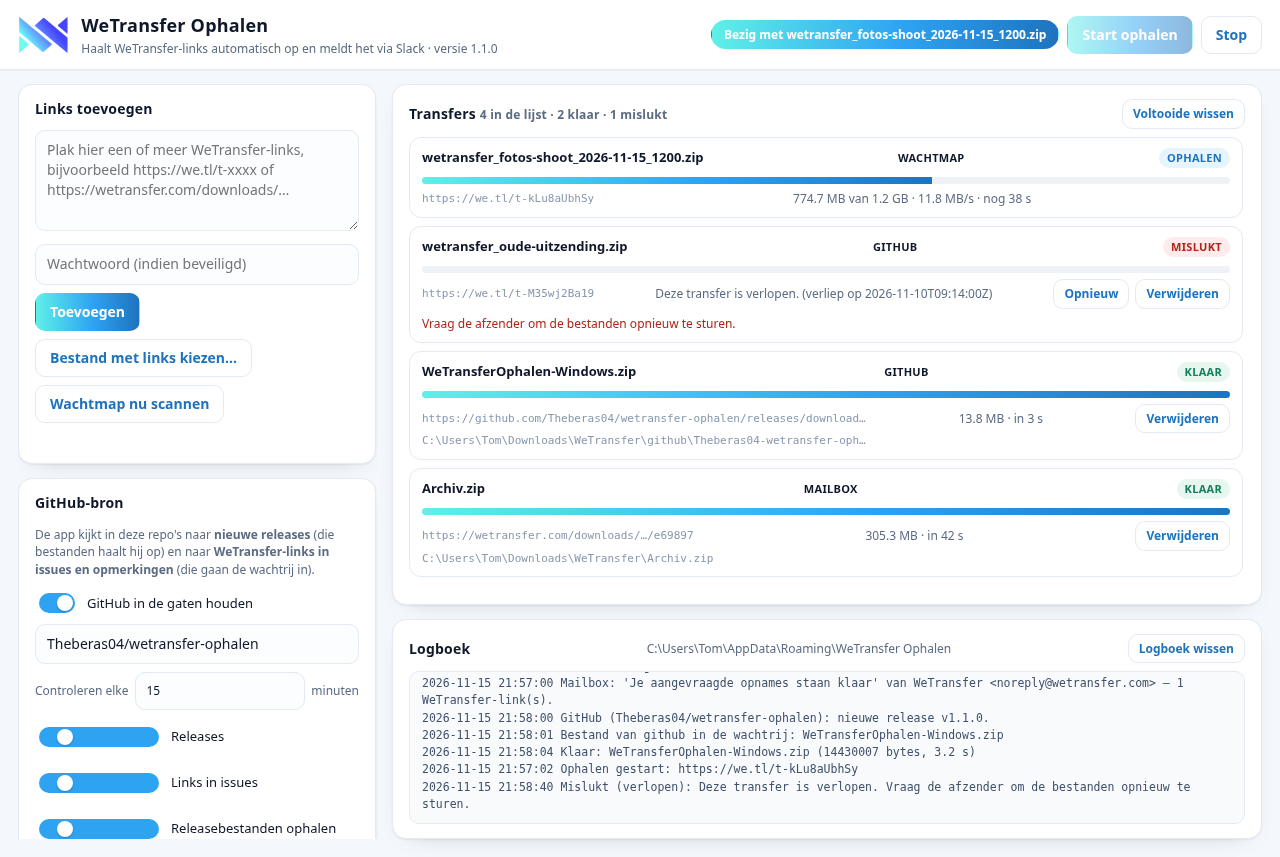 WeTransfer Ophalen
Haalt WeTransfer-links automatisch op en meldt het via Slack · versie 1.1.0
Bezig met wetransfer_fotos-shoot_2026-11-15_1200.zip
Start ophalen
Stop
Links toevoegen
Plak hier een of meer WeTransfer-links,
bijvoorbeeld https://we.tl/t-xxxx of
https://wetransfer.com/downloads/…
Wachtwoord (indien beveiligd)
Toevoegen
Bestand met links kiezen…
Wachtmap nu scannen
GitHub-bron
De app kijkt in deze repo's naar nieuwe releases (die
bestanden haalt hij op) en naar WeTransfer-links in
issues en opmerkingen (die gaan de wachtrij in).
GitHub in de gaten houden
Theberas04/wetransfer-ophalen
Controleren elke 15 minuten
Releases
Links in issues
Releasebestanden ophalen
Transfers 4 in de lijst · 2 klaar · 1 mislukt
Voltooide wissen
wetransfer_fotos-shoot_2026-11-15_1200.zip WACHTMAP OPHALEN
https://we.tl/t-kLu8aUbhSy 774.7 MB van 1.2 GB · 11.8 MB/s · nog 38 s
wetransfer_oude-uitzending.zip GITHUB MISLUKT
https://we.tl/t-M35wj2Ba19 Deze transfer is verlopen. (verliep op 2026-11-10T09:14:00Z) Opnieuw Verwijderen
Vraag de afzender om de bestanden opnieuw te sturen.
WeTransferOphalen-Windows.zip GITHUB KLAAR
https://github.com/Theberas04/wetransfer-ophalen/releases/download… 13.8 MB · in 3 s Verwijderen
C:\Users\Tom\Downloads\WeTransfer\github\Theberas04-wetransfer-oph…
Archiv.zip MAILBOX KLAAR
https://wetransfer.com/downloads/…/e69897 305.3 MB · in 42 s Verwijderen
C:\Users\Tom\Downloads\WeTransfer\Archiv.zip
Logboek C:\Users\Tom\AppData\Roaming\WeTransfer Ophalen Logboek wissen
2026-11-15 21:57:00 Mailbox: 'Je aangevraagde opnames staan klaar' van WeTransfer <noreply@wetransfer.com> — 1
WeTransfer-link(s).
2026-11-15 21:58:00 GitHub (Theberas04/wetransfer-ophalen): nieuwe release v1.1.0.
2026-11-15 21:58:01 Bestand van github in de wachtrij: WeTransferOphalen-Windows.zip
2026-11-15 21:58:04 Klaar: WeTransferOphalen-Windows.zip (14430007 bytes, 3.2 s)
2026-11-15 21:57:02 Ophalen gestart: https://we.tl/t-kLu8aUbhSy
2026-11-15 21:58:40 Mislukt (verlopen): Deze transfer is verlopen. Vraag de afzender om de bestanden opnieuw te
sturen.